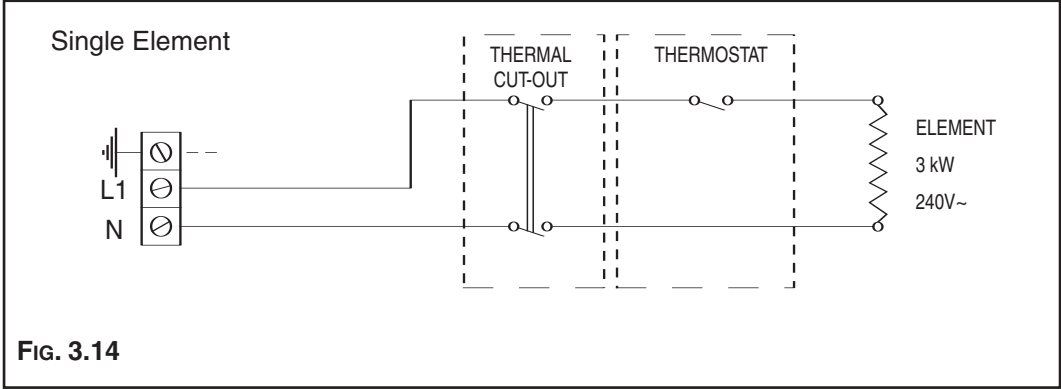 Single Element
THERMAL
CUT-OUT
THERMOSTAT
ELEMENT
3 kW
240V~
L1
N
FIG. 3.14